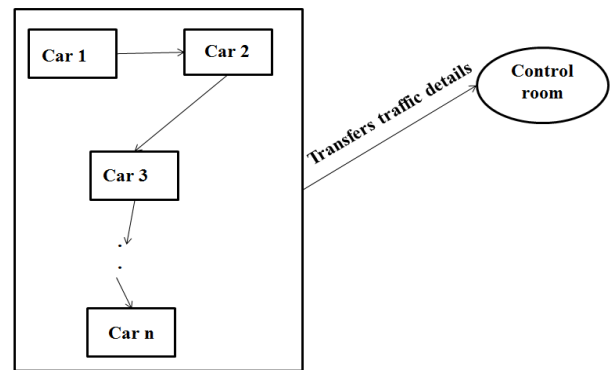 Car 1
Car 2
Car 3
.
.
Car n
Transfers traffic details
Control
room